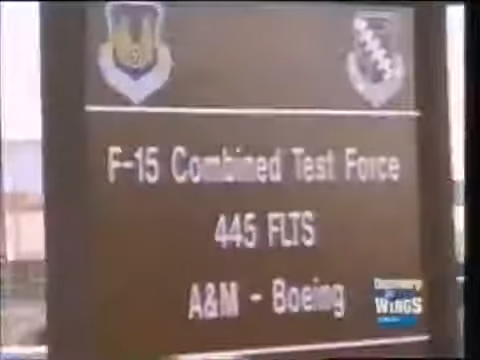 F-15 Combined Test Force
445 FLTS
A&M - Boeing
Discovery
WINGS